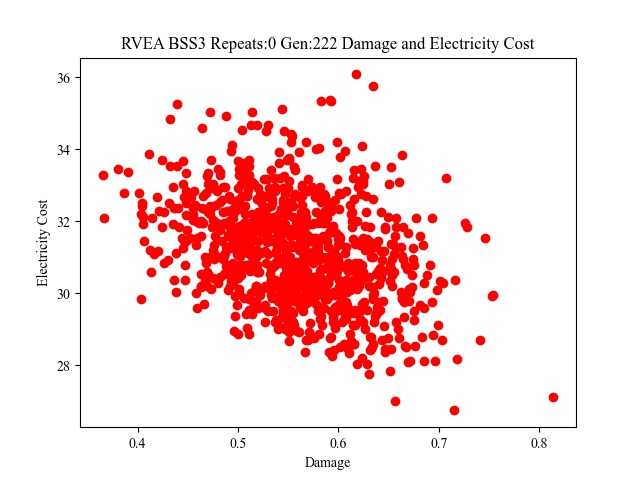 RVEA BSS3 Repeats:0 Gen:222 Damage and Electricity Cost
36
34
32
30
28
Electricity Cost
0.4 0.5 0.6 0.7 0.8
Damage